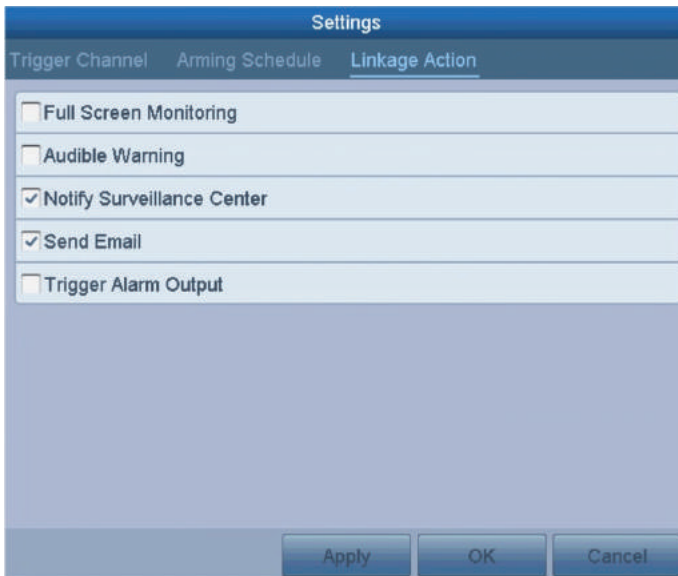 Settings
Trigger Channel Arming Schedule Linkage Action
Full Screen Monitoring
Audible Warning
Notify Surveillance Center
Send Email
Trigger Alarm Output
Apply OK Cancel